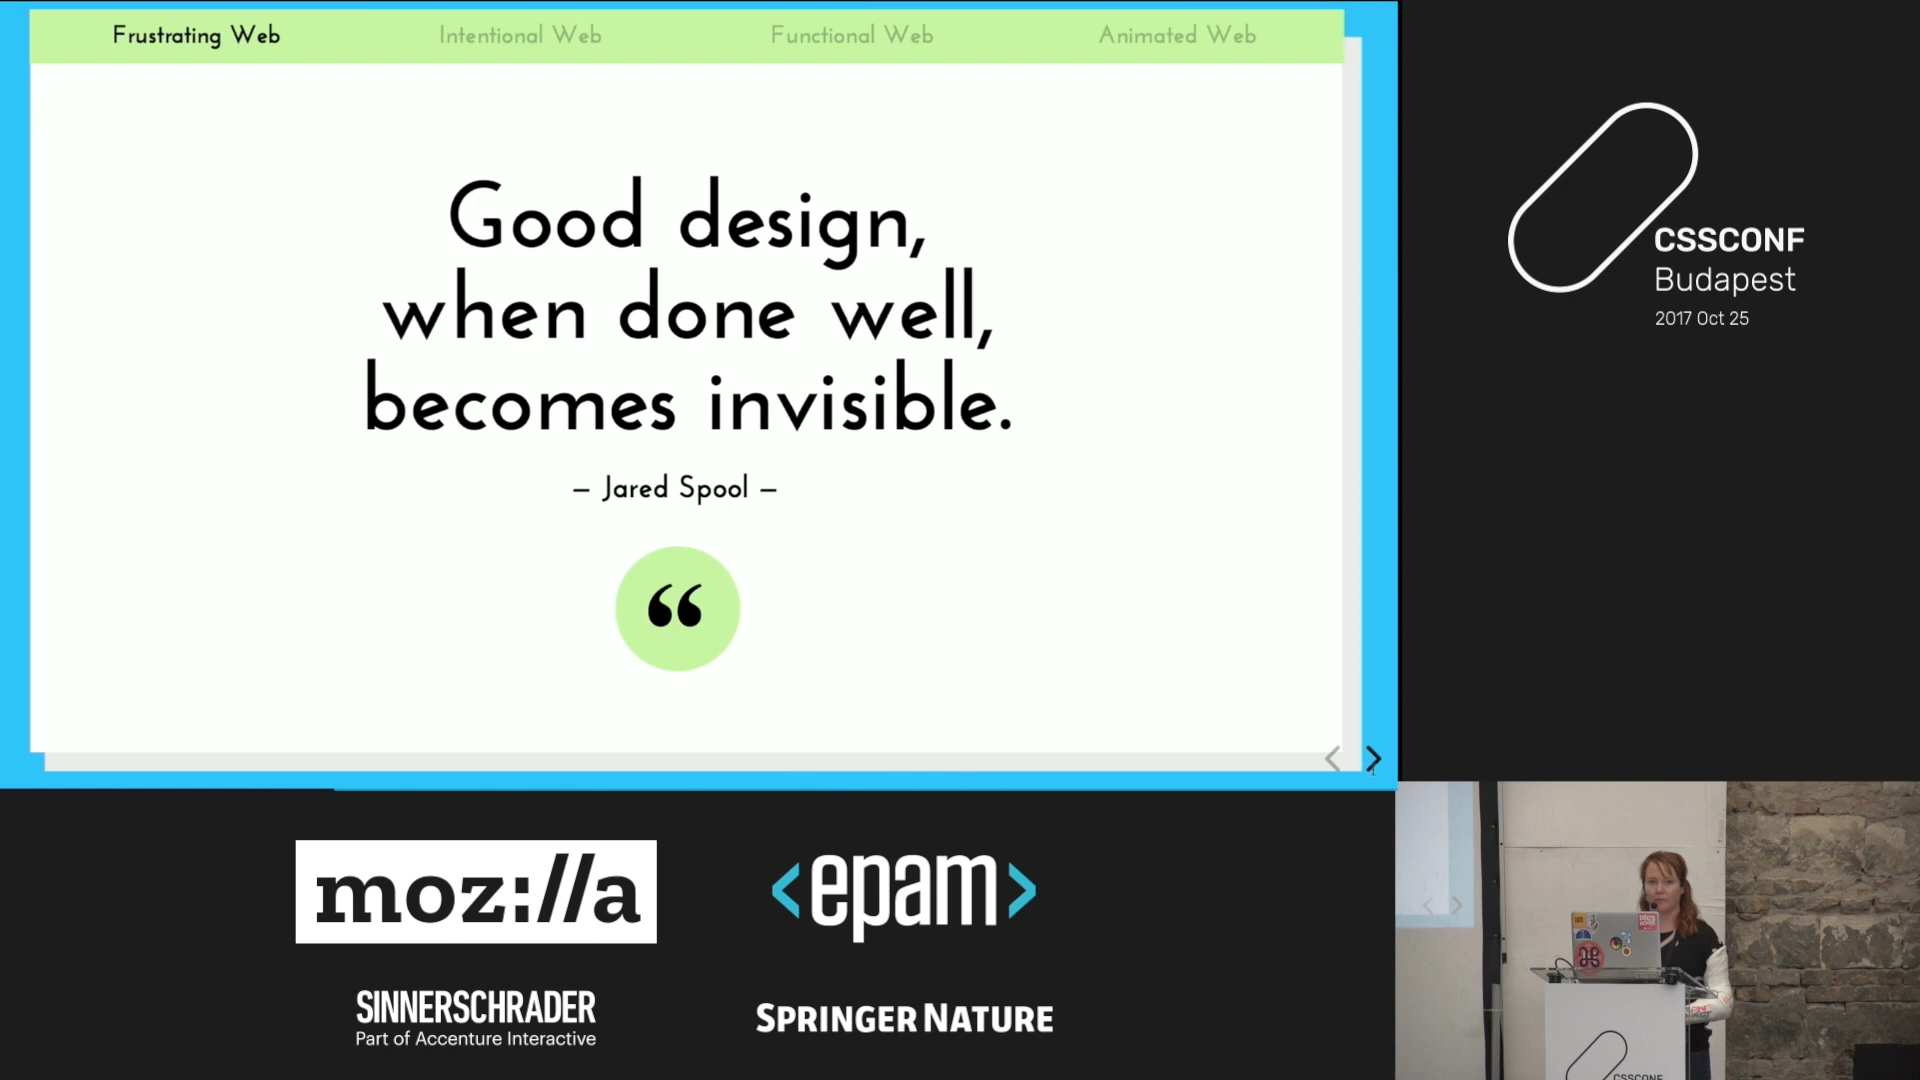 Frustrating Web
Intentional Web
Functional Web
Animated Web
Good design,
when done well,
becomes invisible.
– Jared Spool –
“
CSSCONF
Budapest
2017 Oct 25
moz://a
<epam>
SINNERSCHRADER
Part of Accenture Interactive
SPRINGER NATURE
CSSCONF